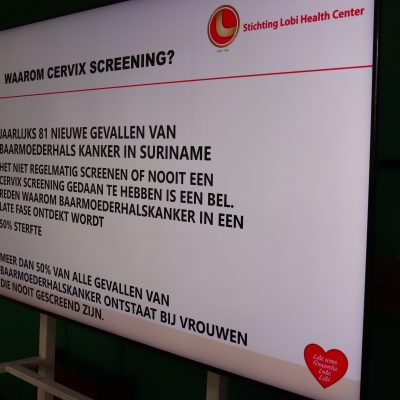 Stichting Lobi Health Center
WAAROM CERVIX SCREENING?
JAARLIJKS 81 NIEUWE GEVALLEN VAN
BAARMOEDERHALS KANKER IN SURINAME
HET NIET REGELMATIG SCREENEN OF NOOIT EEN
CERVIX SCREENING GEDAAN TE HEBBEN IS EEN BEL.
REDEN WAAROM BAARMOEDERHALSKANKER IN EEN
LATE FASE ONTDEKT WORDT
50% STERFTE
MEER DAN 50% VAN ALLE GEVALLEN VAN
BAARMOEDERHALSKANKER ONTSTAAT BIJ VROUWEN
DIE NOOIT GESCREEND ZIJN.
Lobi
Libi